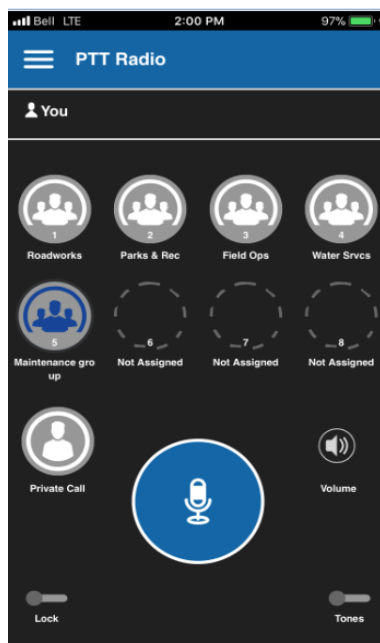 Bell LTE 2:00 PM 97%
PTT Radio
You
1 2 3 4
Roadworks Parks & Rec Field Ops Water Srvcs
5 6 7 8
Maintenance gro Not Assigned Not Assigned Not Assigned
up
Private Call Volume
Lock Tones